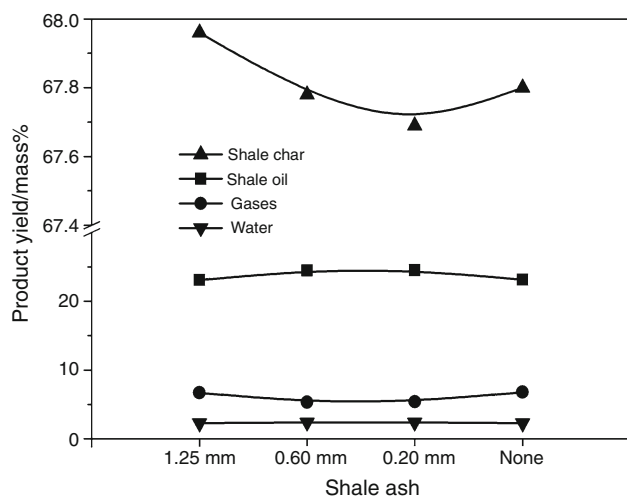 68.0
67.8
67.6
67.4
20
10
0
Product yield/mass%
Shale char
Shale oil
Gases
Water
1.25 mm 0.60 mm 0.20 mm None
Shale ash